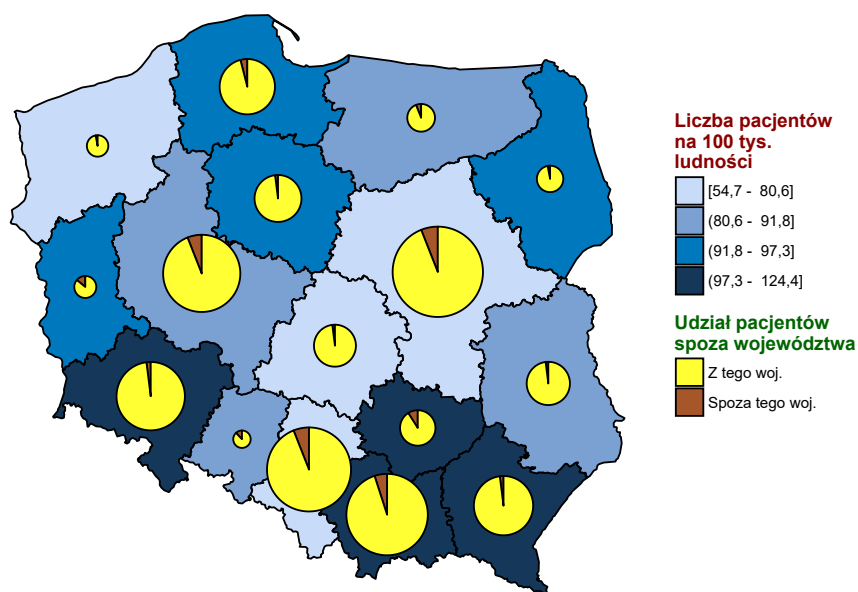 Liczba pacjentów
na 100 tys.
ludności
[54,7 - 80,6]
(80,6 - 91,8]
(91,8 - 97,3]
(97,3 - 124,4]
Udział pacjentów
spoza województwa
Z tego woj.
Spoza tego woj.